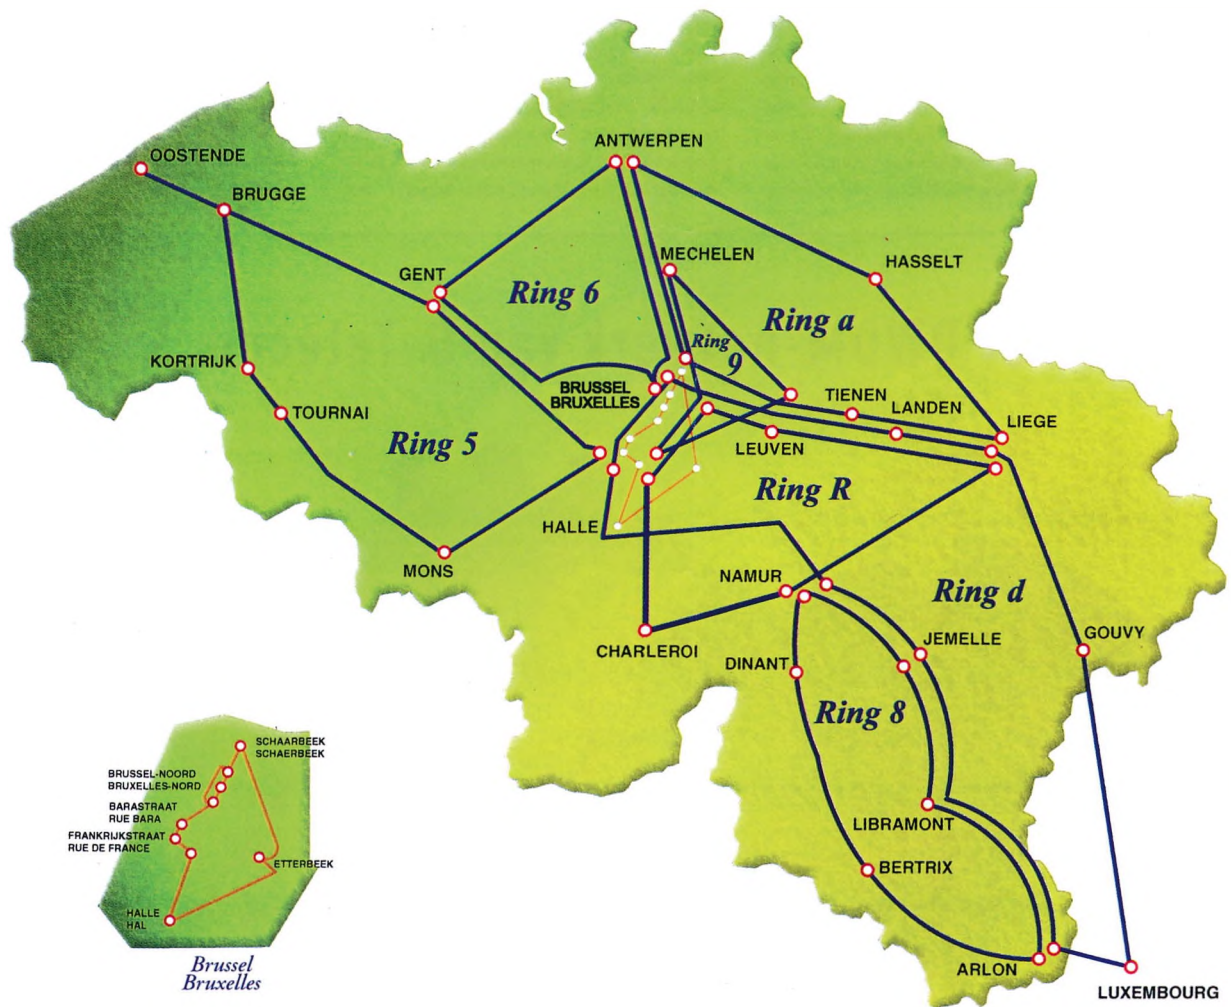 ANTWERPEN
OOSTENDE
BRUGGE
MECHELEN
HASSELT
GENT
Ring 6
Ring a
Ring
9
KORTRIJK
BRUSSEL
BRUXELLES
TIENEN
LANDEN
TOURNAI
LIEGE
Ring 5
LEUVEN
Ring R
HALLE
MONS
NAMUR
Ring d
CHARLEROI
JEMELLE
GOUVY
DINANT
Ring 8
LIBRAMONT
BERTRIX
ARLON
LUXEMBOURG
SCHAARBEEK
SCHAERBEEK
BRUSSEL-NOORD
BRUXELLES-NORD
BARASTRAAT
RUE BARA
FRANKRIJKSTRAAT
RUE DE FRANCE
ETTERBEEK
HALLE
HAL
Brussel
Bruxelles